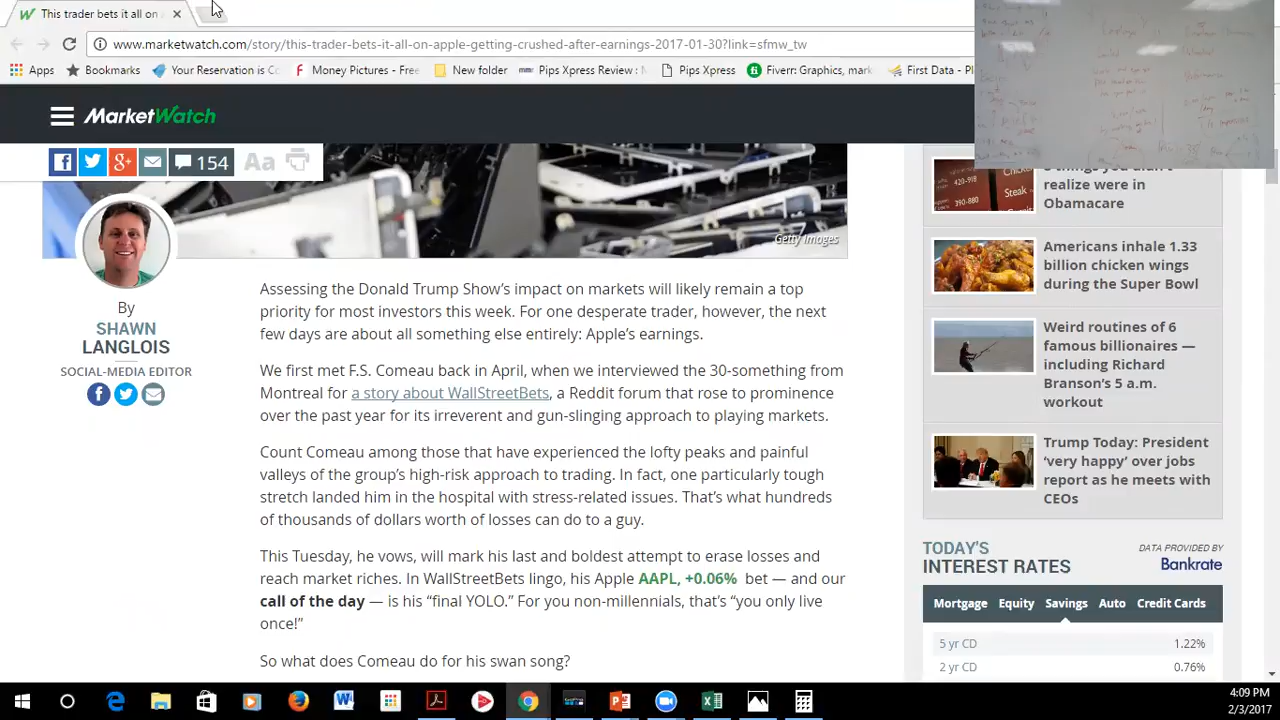 This trader bets it all on
www.marketwatch.com/story/this-trader-bets-it-all-on-apple-getting-crushed-after-earnings-2017-01-30?link=sfmw_tw
Apps Bookmarks Your Reservation is Co Money Pictures - Free New folder Pips Xpress Review: M Pips Xpress Fiverr: Graphics, mark First Data - Pl
MarketWatch
154 Aa
Getty Images
By
SHAWN
LANGLOIS
SOCIAL-MEDIA EDITOR
Assessing the Donald Trump Show's impact on markets will likely remain a top
priority for most investors this week. For one desperate trader, however, the next
few days are about all something else entirely: Apple's earnings.
We first met F.S. Comeau back in April, when we interviewed the 30-something from
Montreal for a story about WallStreetBets, a Reddit forum that rose to prominence
over the past year for its irreverent and gun-slinging approach to playing markets.
Count Comeau among those that have experienced the lofty peaks and painful
valleys of the group's high-risk approach to trading. In fact, one particularly tough
stretch landed him in the hospital with stress-related issues. That's what hundreds
of thousands of dollars worth of losses can do to a guy.
This Tuesday, he vows, will mark his last and boldest attempt to erase losses and
reach market riches. In WallStreetBets lingo, his Apple AAPL, +0.06% bet — and our
call of the day — is his “final YOLO.” For you non-millennials, that's “you only live
once!”
So what does Comeau do for his swan song?
Chicken
420-918
Steak
390-880
realize were in
Obamacare
Americans inhale 1.33
billion chicken wings
during the Super Bowl
Weird routines of 6
famous billionaires —
including Richard
Branson's 5 a.m.
workout
Trump Today: President
‘very happy’ over jobs
report as he meets with
CEOs
TODAY'S
INTEREST RATES
DATA PROVIDED BY
Bankrate
Mortgage Equity Savings Auto Credit Cards
5 yr CD 1.22%
2 yr CD 0.76%
4:09 PM
2/3/2017